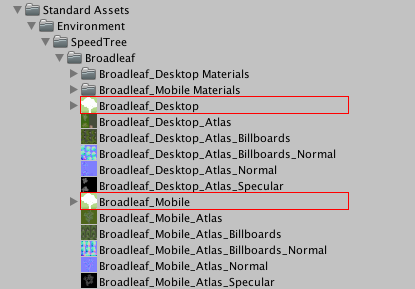 Standard Assets
Environment
SpeedTree
Broadleaf
Broadleaf_Desktop Materials
Broadleaf_Mobile Materials
Broadleaf_Desktop
Broadleaf_Desktop_Atlas
Broadleaf_Desktop_Atlas_Billboards
Broadleaf_Desktop_Atlas_Billboards_Normal
Broadleaf_Desktop_Atlas_Normal
Broadleaf_Desktop_Atlas_Specular
Broadleaf_Mobile
Broadleaf_Mobile_Atlas
Broadleaf_Mobile_Atlas_Billboards
Broadleaf_Mobile_Atlas_Billboards_Normal
Broadleaf_Mobile_Atlas_Normal
Broadleaf_Mobile_Atlas_Specular